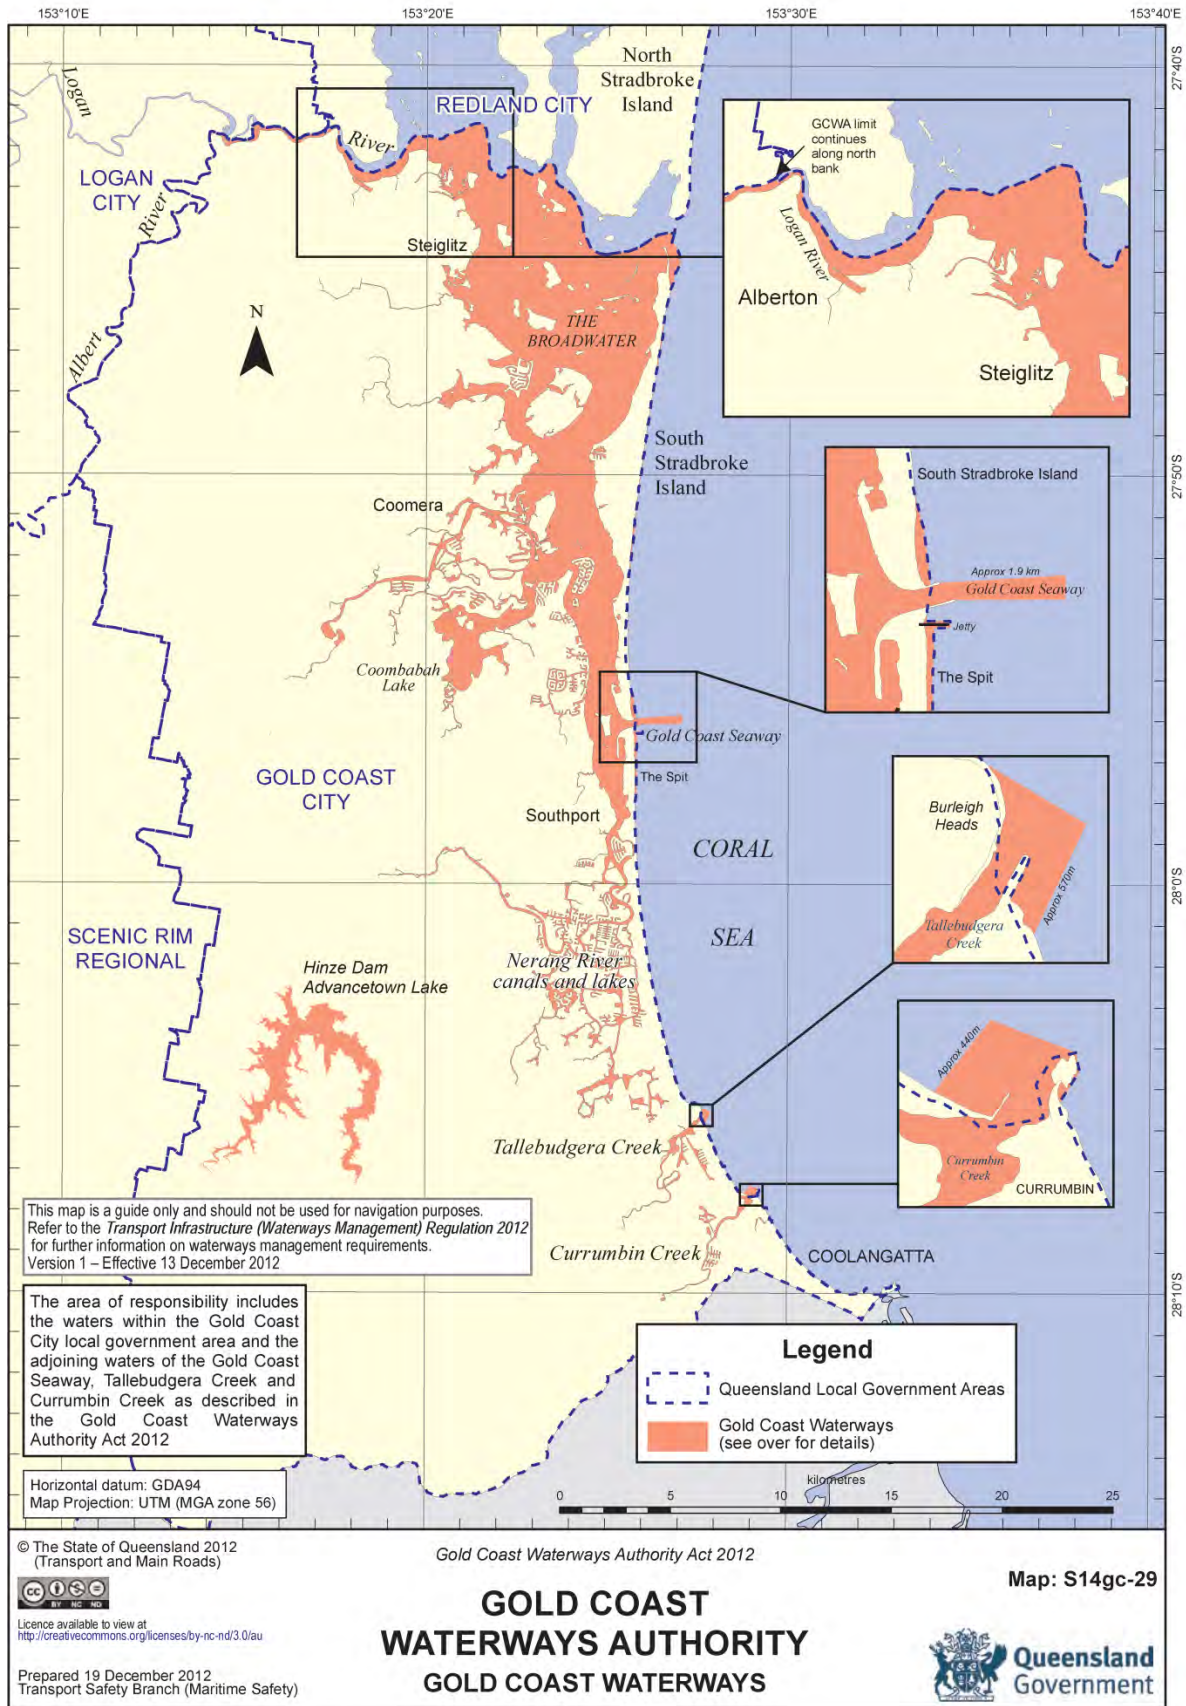 153°10'E
153°20'E
153°30'E
153°40'E
27°40'S
27°50'S
28°0'S
28°10'S
Logan
River
North
Stradbroke
Island
REDLAND CITY
LOGAN
CITY
River
Albert
Steiglitz
N
THE
BROADWATER
South
Stradbroke
Island
Coomera
Coombabah
Lake
Gold Coast Seaway
The Spit
GOLD COAST
CITY
Southport
CORAL
SEA
SCENIC RIM
REGIONAL
Hinze Dam
Advancetown Lake
Nerang River
canals and lakes
Tallebudgera Creek
Currumbin Creek
COOLANGATTA
GCWA limit
continues
along north
bank
Logan River
Alberton
Steiglitz
South Stradbroke Island
Approx 1.9 km
Gold Coast Seaway
Jetty
The Spit
Burleigh
Heads
Approx 570m
Tallebudgera
Creek
Approx 440m
Currumbin
Creek
CURRUMBIN
This map is a guide only and should not be used for navigation purposes.
Refer to the Transport Infrastructure (Waterways Management) Regulation 2012
for further information on waterways management requirements.
Version 1 – Effective 13 December 2012
The area of responsibility includes
the waters within the Gold Coast
City local government area and the
adjoining waters of the Gold Coast
Seaway, Tallebudgera Creek and
Currumbin Creek as described in
the Gold Coast Waterways
Authority Act 2012
Horizontal datum: GDA94
Map Projection: UTM (MGA zone 56)
Legend
Queensland Local Government Areas
Gold Coast Waterways
(see over for details)
kilometres
0 5 10 15 20 25
© The State of Queensland 2012
(Transport and Main Roads)
cc
BY NC ND
Licence available to view at
http://creativecommons.org/licenses/by-nc-nd/3.0/au
Prepared 19 December 2012
Transport Safety Branch (Maritime Safety)
Gold Coast Waterways Authority Act 2012
GOLD COAST
WATERWAYS AUTHORITY
GOLD COAST WATERWAYS
Map: S14gc-29
Queensland
Government